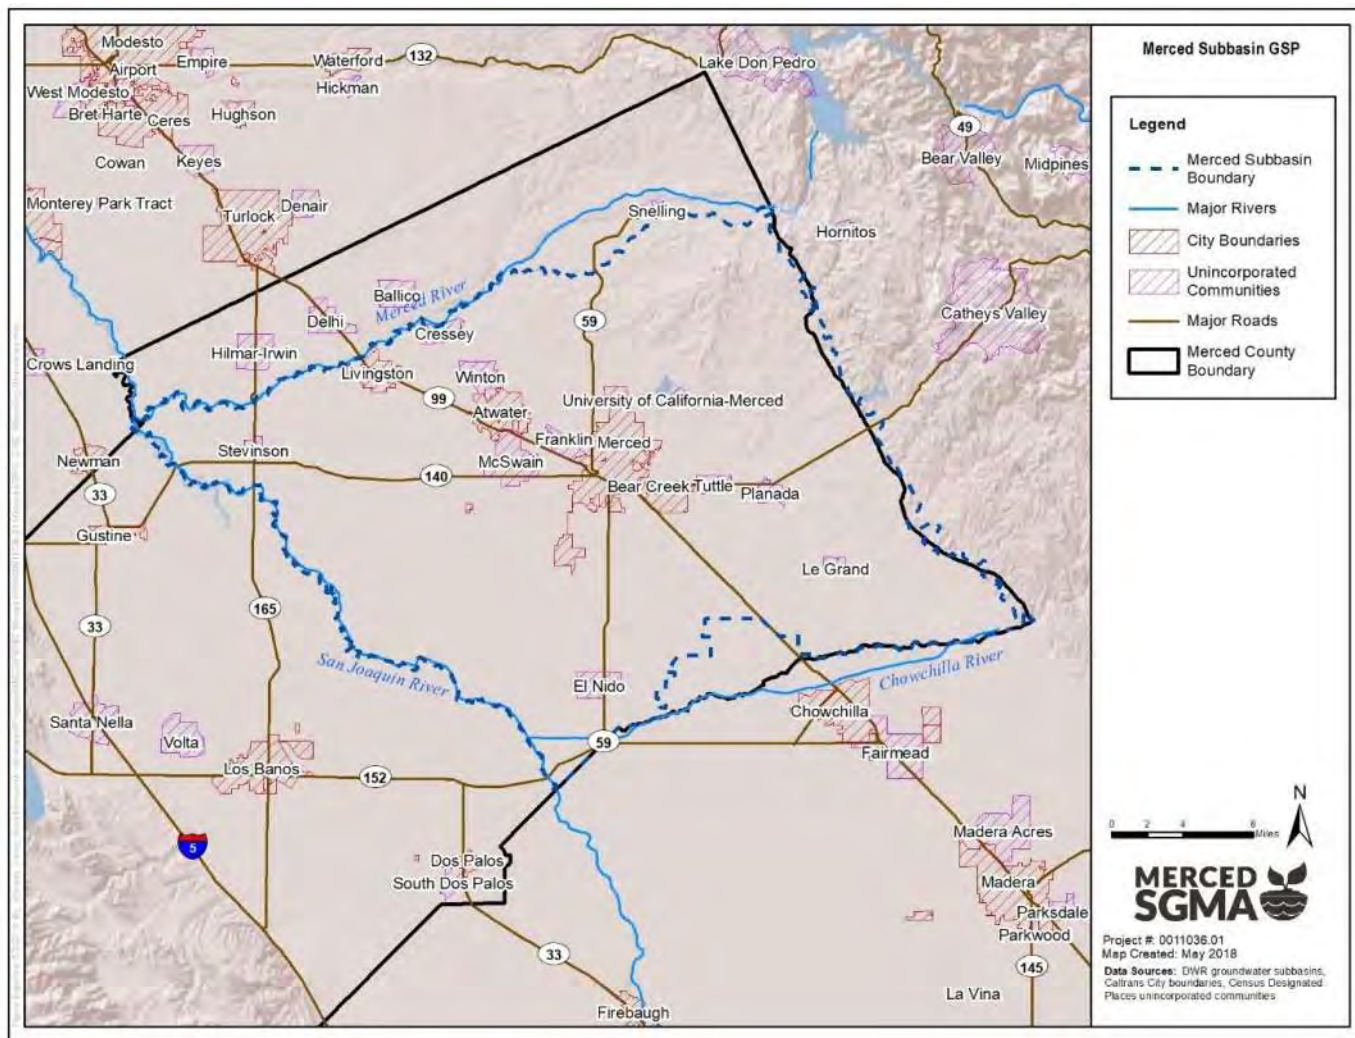 Modesto
Empire
Waterford
132
Lake Don Pedro
Airport
Hickman
West Modesto
Bret Harte
Ceres
Hughson
49
Cowan
Keyes
Bear Valley
Midpines
Monterey Park Tract
Denair
Turlock
Snelling
Hornitos
Ballico
Merced River
Delhi
Cressey
59
Catheys Valley
Crows Landing
Hilmar-Irwin
Livingston
Winton
99
University of California-Merced
Atwater
Franklin
Merced
Stevinson
McSwain
Newman
140
Bear Creek
Tuttle
Planada
33
Gustine
Le Grand
165
33
San Joaquin River
El Nido
Chowchilla River
Santa Nella
Volta
Chowchilla
59
Fairmead
Los Banos
152
Madera Acres
5
Dos Palos
South Dos Palos
Madera
Parksdale
Parkwood
33
145
La Vina
Firebaugh
Merced Subbasin GSP
Legend
Merced Subbasin
Boundary
Major Rivers
City Boundaries
Unincorporated
Communities
Major Roads
Merced County
Boundary
N
0 2 4 6
Miles
MERCED
SGMA
Project #: 0011036.01
Map Created: May 2018
Data Sources: DWR groundwater subbasins,
Caltrans City boundaries, Census Designated
Places unincorporated communities